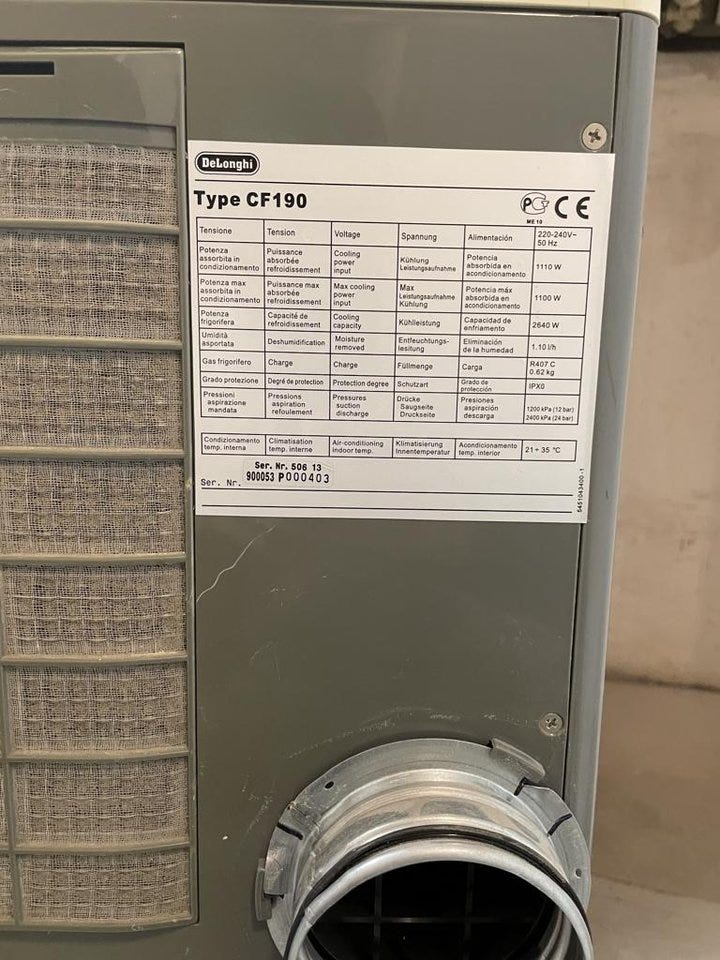 DeLonghi
Type CF190
ME 10
CE
Tensione Tension Voltage Spannung Alimentación 220-240V~ 50 Hz
Potenza assorbita in condizionamento Puissance absorbée refroidissement Cooling power input Kühlung Leistungsaufnahme Potencia absorbida en acondicionamento 1110 W
Potenza max assorbita in condizionamento Puissance max absorbée refroidissement Max cooling power input Max Leistungsaufnahme Kühlung Potencia máx absorbida en acondicionamento 1100 W
Potenza frigorifera Capacité de refroidissement Cooling capacity Kühlleistung Capacidad de enfriamento 2640 W
Umidità asportata Deshumidification Moisture removed Entfeuchtungs- lesitung Eliminación de la humedad 1.10 l/h
Gas frigorifero Charge Charge Füllmenge Carga R407 C 0.62 kg
Grado protezione Degré de protection Protection degree Schutzart Grado de protección IPX0
Pressioni aspirazione mandata Pressions aspiration refoulement Pressures suction discharge Drücke Saugseite Druckseite Presiones aspiración descarga 1200 kPa (12 bar) 2400 kPa (24 bar)
Condizionamento temp. interna Climatisation temp. interne Air-conditioning indoor temp. Klimatisierung Innentemperatur Acondicionamento temp. interior 21÷35 °C
Ser. Nr. 506 13
Ser. Nr. 900053 P000403
5451043400-1